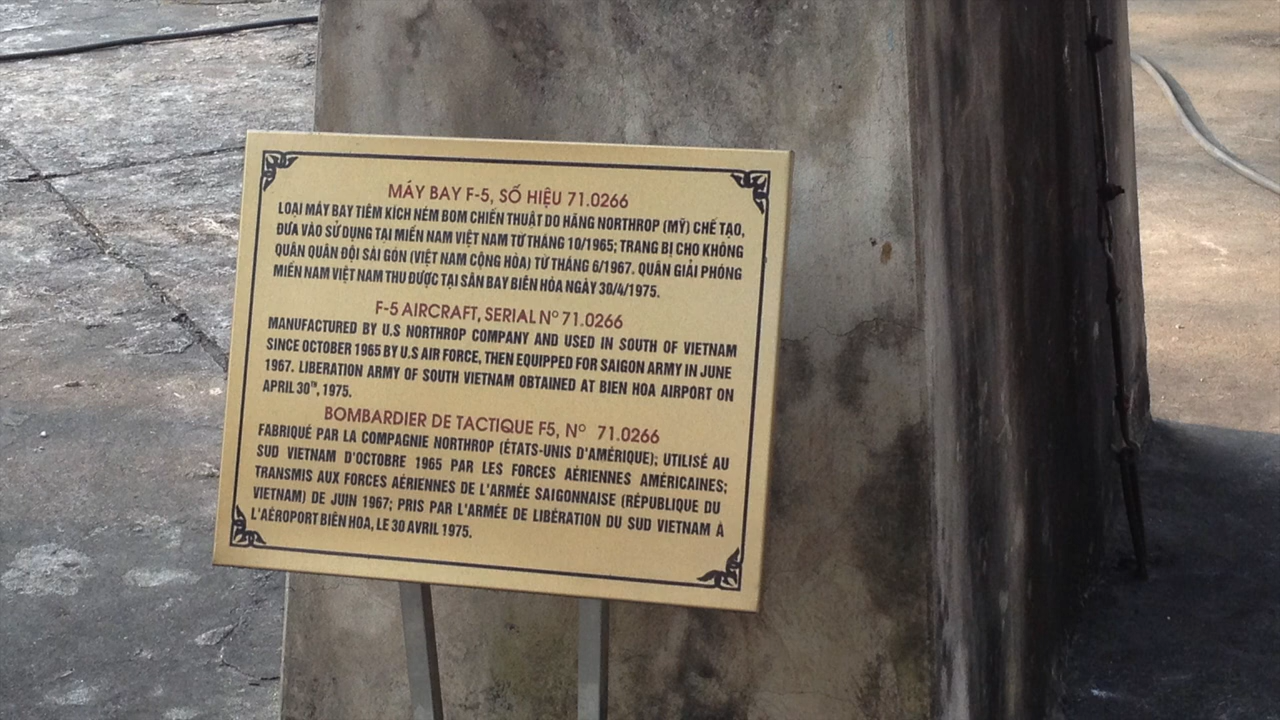 MÁY BAY F-5, SỐ HIỆU 71.0266
LOẠI MÁY BAY TIÊM KÍCH NÉM BOM CHIẾN THUẬT DO HÃNG NORTHROP (MỸ) CHẾ TẠO,
ĐƯA VÀO SỬ DỤNG TẠI MIỀN NAM VIỆT NAM TỪ THÁNG 10/1965; TRANG BỊ CHO KHÔNG
QUÂN QUÂN ĐỘI SÀI GÒN (VIỆT NAM CỘNG HÒA) TỪ THÁNG 6/1967. QUÂN GIẢI PHÓNG
MIỀN NAM VIỆT NAM THU ĐƯỢC TẠI SÂN BAY BIÊN HÒA NGÀY 30/4/1975.
F-5 AIRCRAFT, SERIAL Nº 71.0266
MANUFACTURED BY U.S NORTHROP COMPANY AND USED IN SOUTH OF VIETNAM
SINCE OCTOBER 1965 BY U.S AIR FORCE, THEN EQUIPPED FOR SAIGON ARMY IN JUNE
1967. LIBERATION ARMY OF SOUTH VIETNAM OBTAINED AT BIEN HOA AIRPORT ON
APRIL 30TH, 1975.
BOMBARDIER DE TACTIQUE F5, Nº 71.0266
FABRIQUÉ PAR LA COMPAGNIE NORTHROP (ÉTATS-UNIS D'AMÉRIQUE); UTILISÉ AU
SUD VIETNAM D'OCTOBRE 1965 PAR LES FORCES AÉRIENNES AMÉRICAINES;
TRANSMIS AUX FORCES AÉRIENNES DE L'ARMÉE SAIGONNAISE (RÉPUBLIQUE DU
VIETNAM) DE JUIN 1967; PRIS PAR L'ARMÉE DE LIBÉRATION DU SUD VIETNAM À
L'AÉROPORT BIÊN HOA, LE 30 AVRIL 1975.